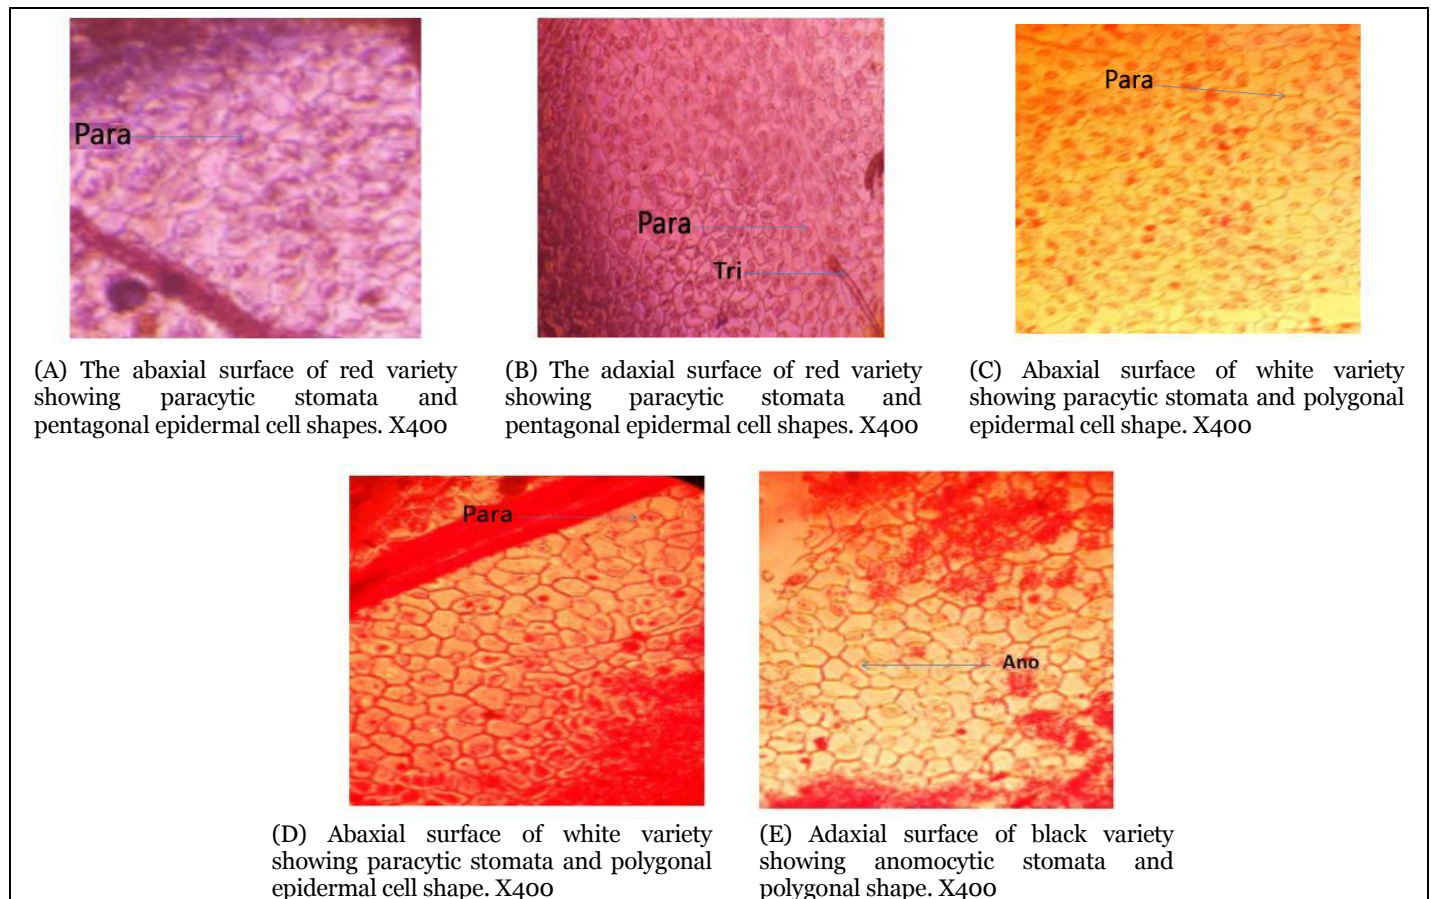 Para
Para
Tri
Para
(A) The abaxial surface of red variety
showing paracytic stomata and
pentagonal epidermal cell shapes. X400
(B) The adaxial surface of red variety
showing paracytic stomata and
pentagonal epidermal cell shapes. X400
(C) Abaxial surface of white variety
showing paracytic stomata and polygonal
epidermal cell shape. X400
Para
Ano
(D) Abaxial surface of white variety
showing paracytic stomata and polygonal
epidermal cell shape. X400
(E) Adaxial surface of black variety
showing anomocytic stomata and
polygonal shape. X400